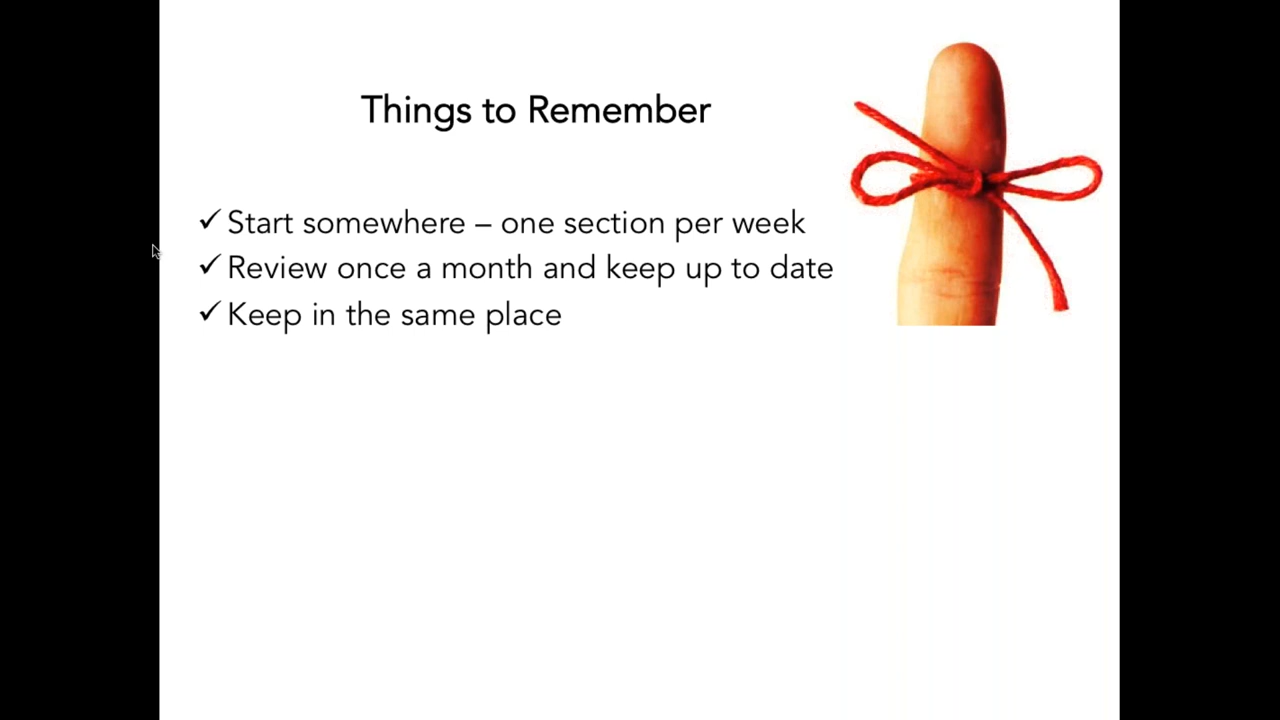 Things to Remember
✓ Start somewhere – one section per week
✓ Review once a month and keep up to date
✓ Keep in the same place